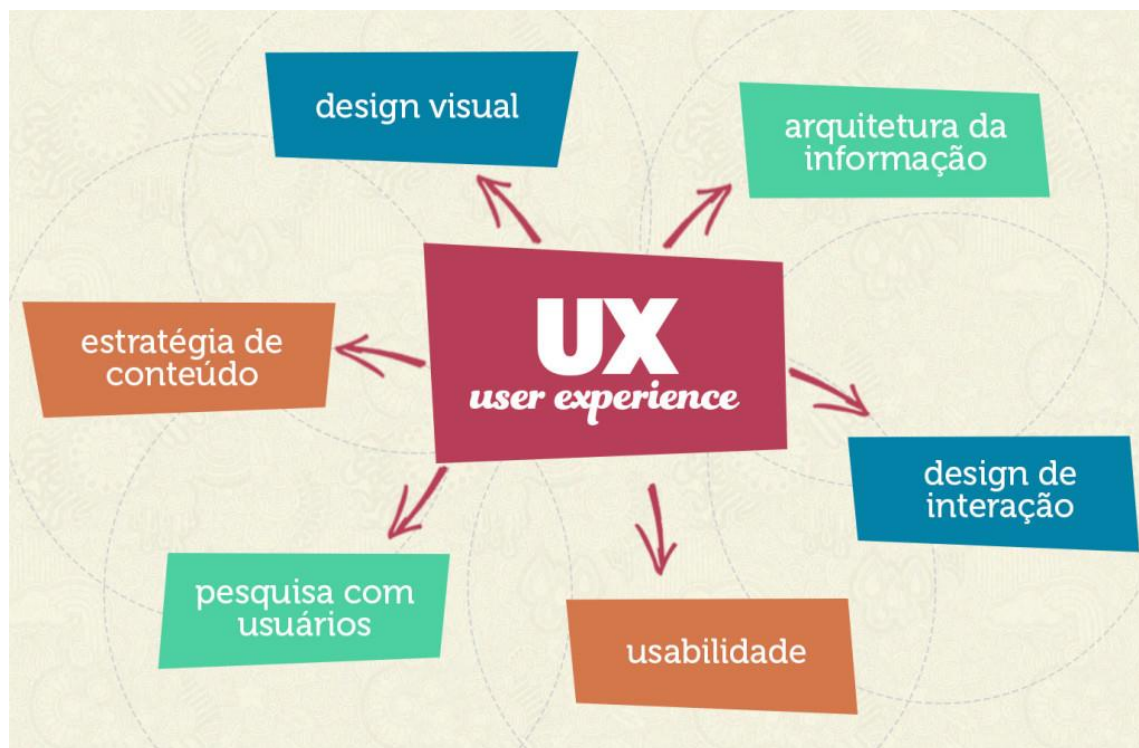 design visual
arquitetura da
informação
UX
user experience
estratégia de
conteúdo
design de
interação
pesquisa com
usuários
usabilidade